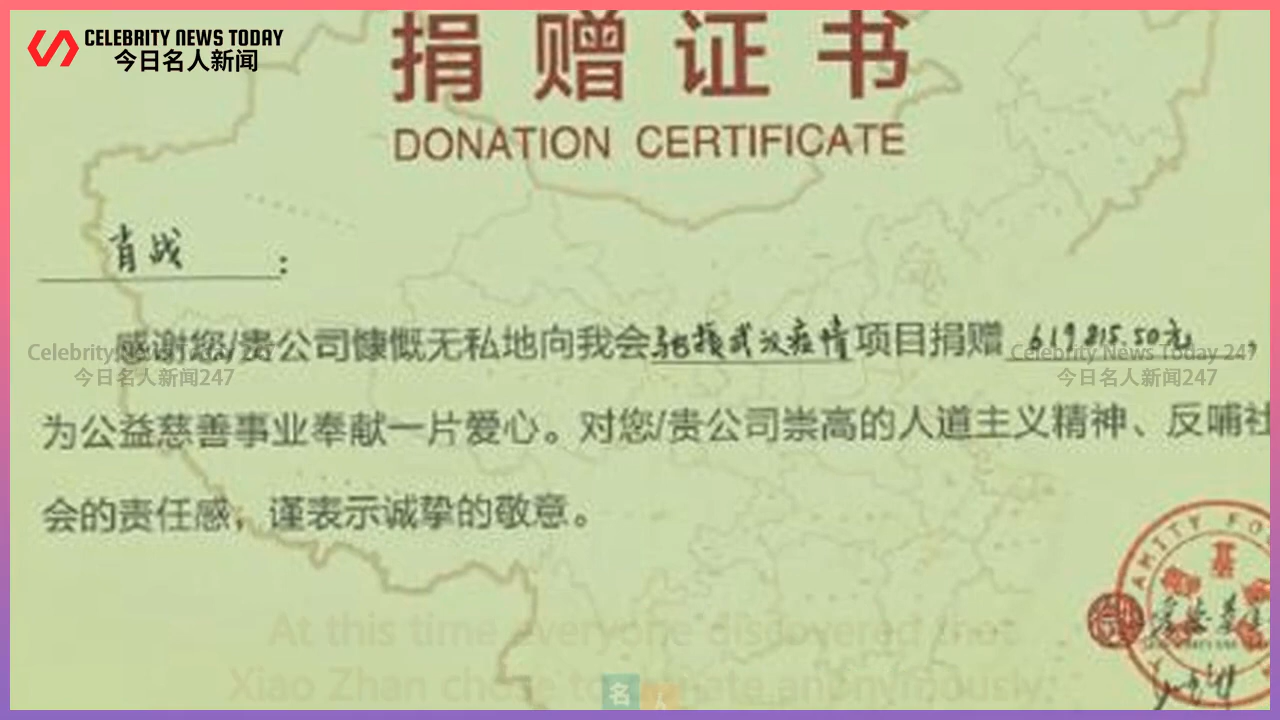 CELEBRITY NEWS TODAY
今日名人新闻
捐赠证书
DONATION CERTIFICATE
肖战:
感谢您/贵公司慷慨无私地向我会驰援武汉疫情项目捐赠 619815.50元,
为公益慈善事业奉献一片爱心。对您/贵公司崇高的人道主义精神、反哺社
会的责任感,谨表示诚挚的敬意。
Celebrity News Today 247
今日名人新闻247
Celebrity News Today 247
今日名人新闻247
AMITY FO
基
At this time everyone discovered that
Xiao Zhan chose to donate anonymously
名人